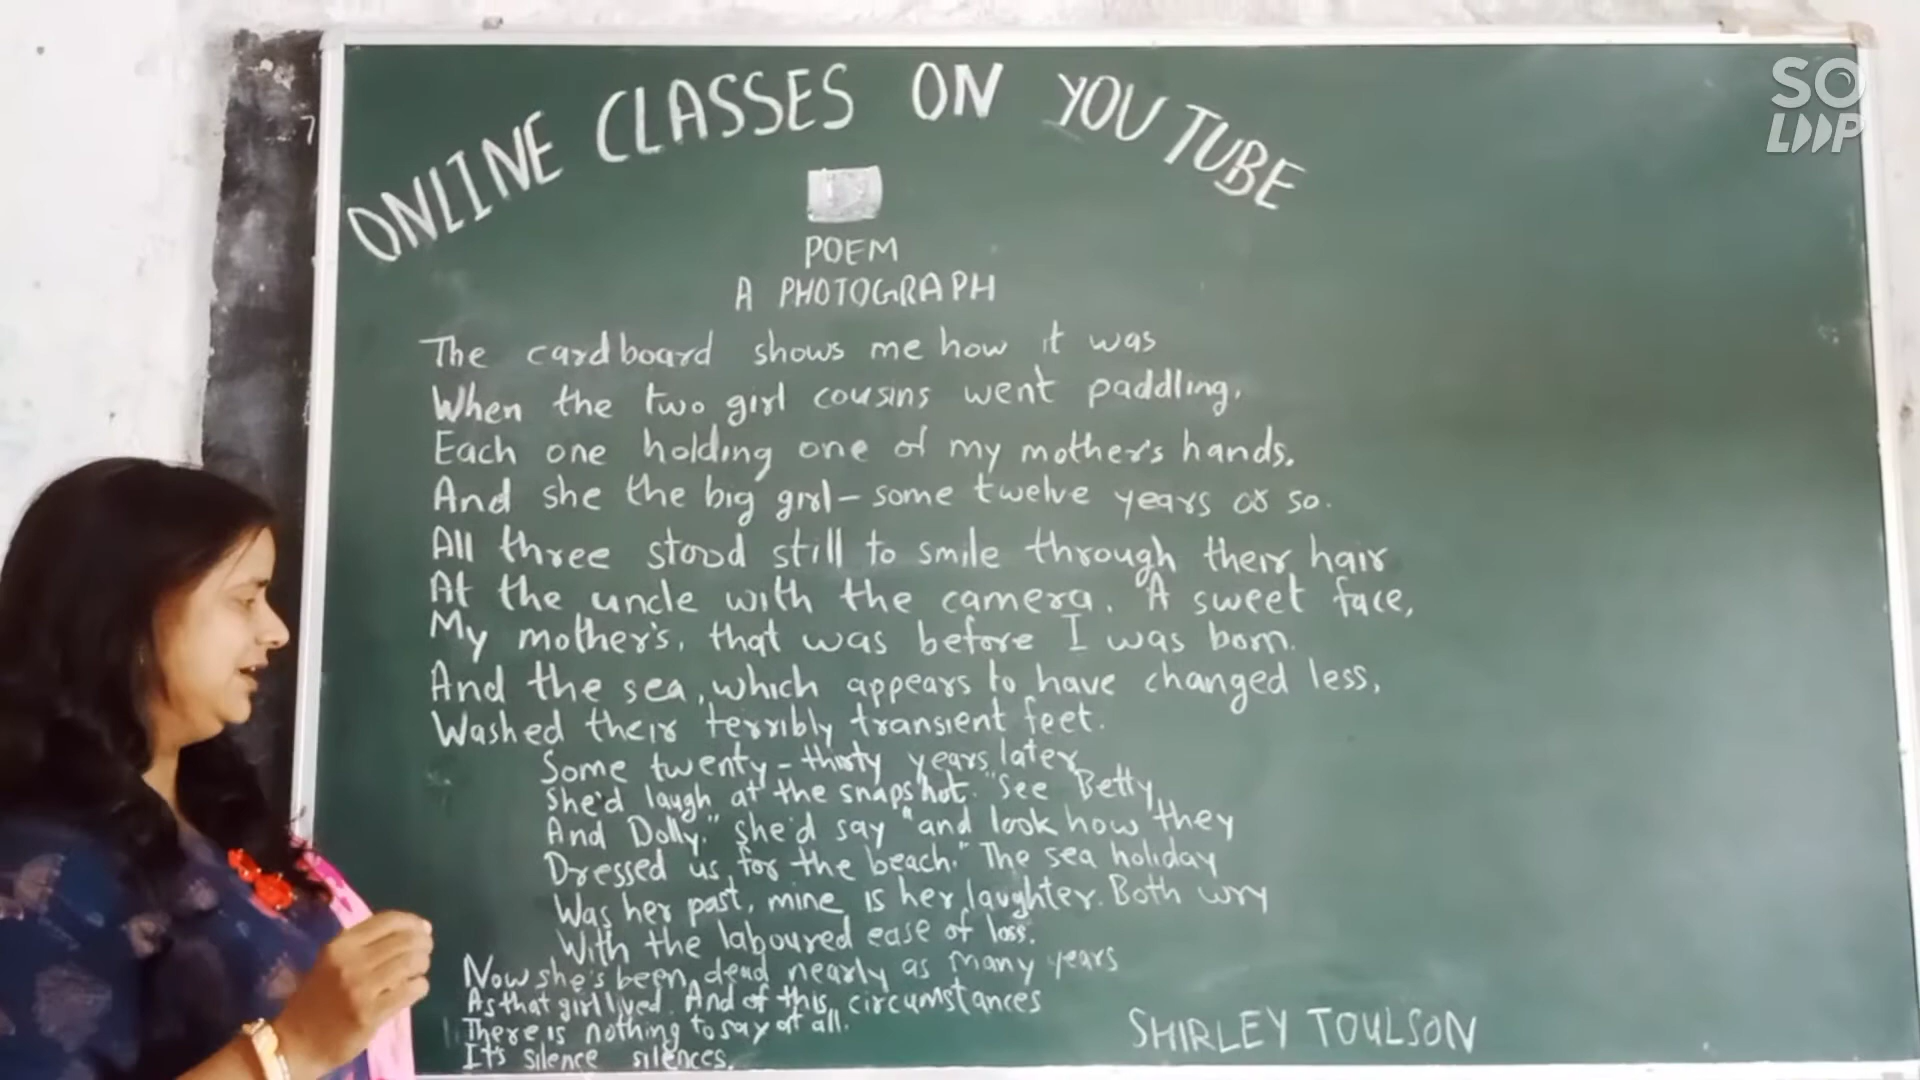 ONLINE CLASSES ON YOUTUBE
SO
LOOP
POEM
A PHOTOGRAPH
The cardboard shows me how it was
When the two girl cousins went paddling,
Each one holding one of my mother's hands,
And she the big girl - some twelve years or so.
All three stood still to smile through their hair
At the uncle with the camera. A sweet face,
My mother's, that was before I was born.
And the sea, which appears to have changed less,
Washed their terribly transient feet.
Some twenty-thirty years later
She'd laugh at the snapshot. "See Betty
And Dolly." she'd say "and look how they
Dressed us for the beach." The sea holiday
Was her past, mine is her laughter. Both wry
With the laboured ease of loss.
Now she's been dead nearly as many years
As that girl lived. And of this circumstances
There is nothing to say at all.
It's silence silences.
SHIRLEY TOULSON